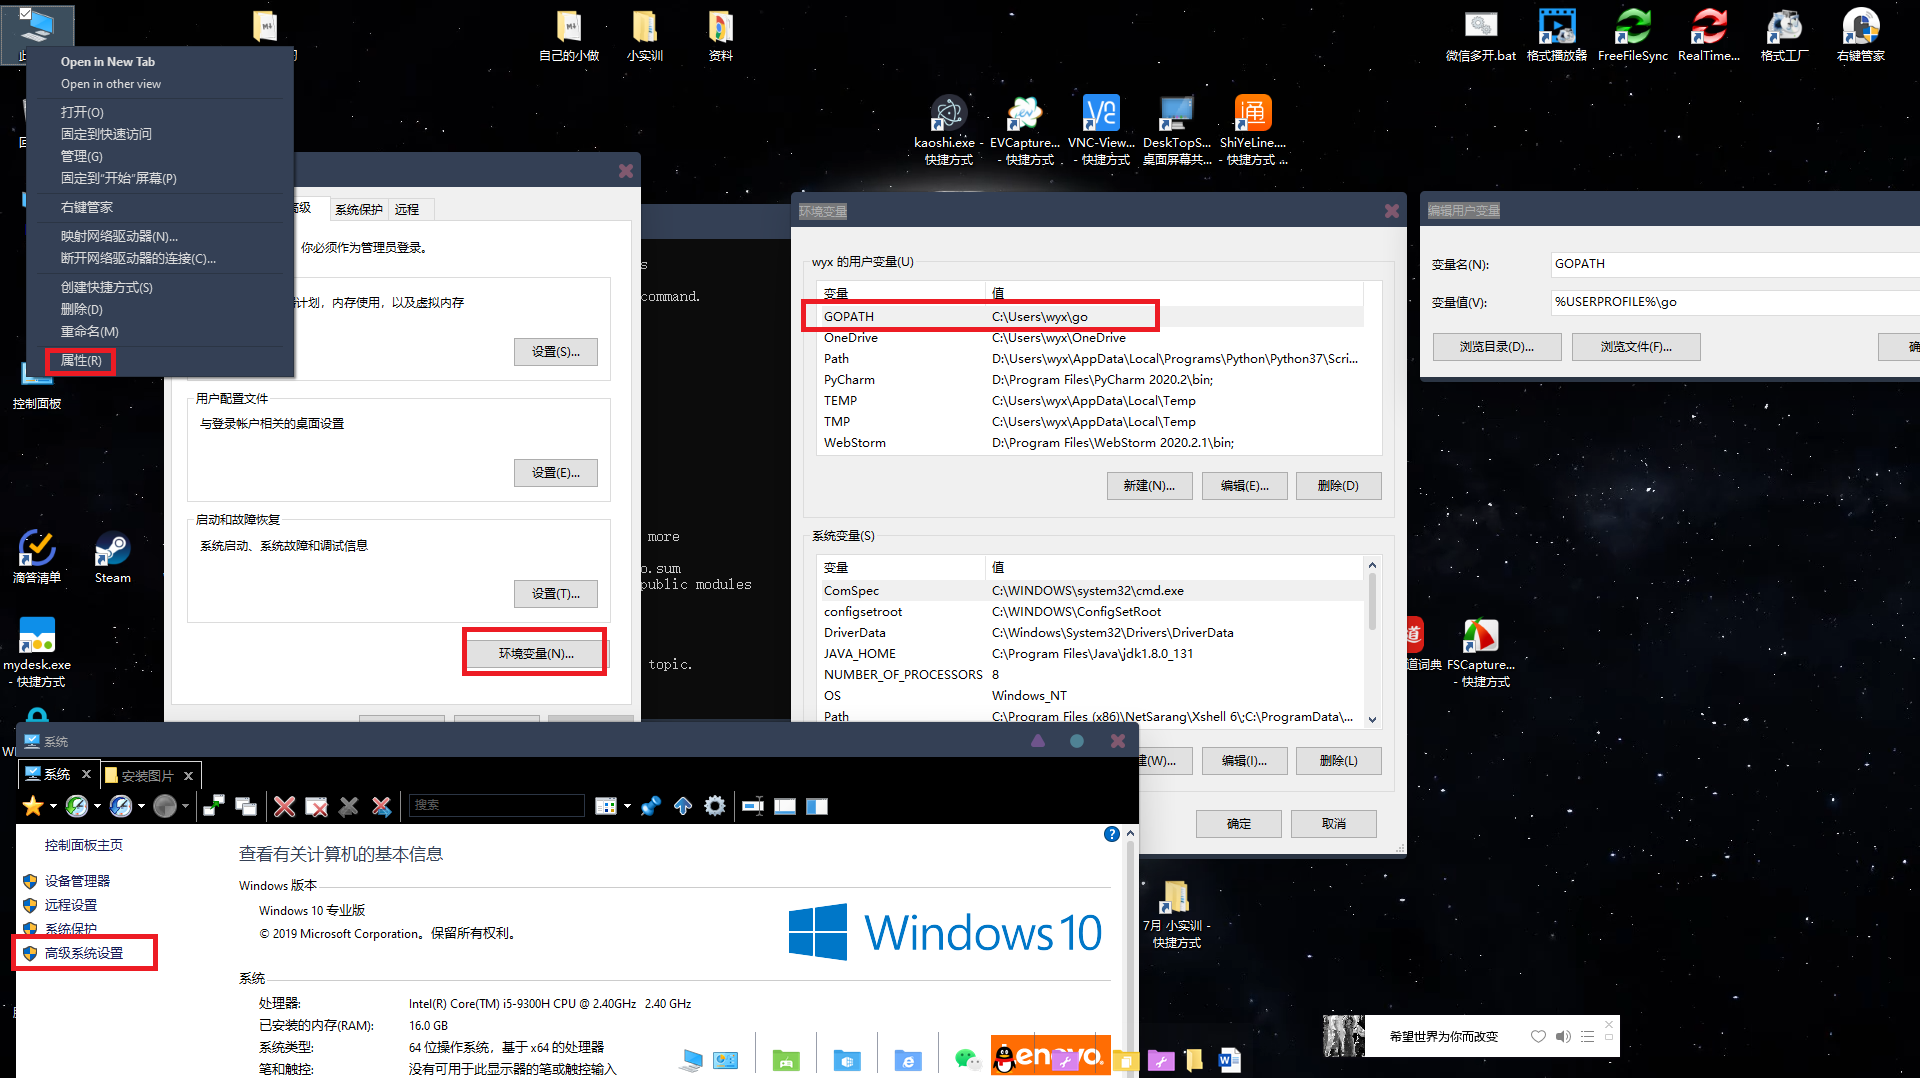 Open in New Tab
Open in other view
打开(O)
固定到快速访问
管理(G)
固定到"开始"屏幕(P)
右键管家
映射网络驱动器(N)...
断开网络驱动器的连接(C)...
创建快捷方式(S)
删除(D)
重命名(M)
属性(R)
自己的小做
小实训
资料
微信多开.bat
格式播放器
FreeFileSync
RealTime...
格式工厂
右键管家
kaoshi.exe - 快捷方式
EVCapture... - 快捷方式
VNC-View... - 快捷方式
DeskTopS... 桌面屏幕共...
ShiYeLine.... - 快捷方式 ...
控制面板
滴答清单
Steam
mydesk.exe - 快捷方式
系统保护
远程
你必须作为管理员登录。
计划，内存使用，以及虚拟内存
设置(S)...
用户配置文件
与登录帐户相关的桌面设置
设置(E)...
启动和故障恢复
系统启动、系统故障和调试信息
设置(T)...
环境变量(N)...
command.
more
o.sum
public modules
topic.
环境变量
wyx 的用户变量(U)
变量 值
GOPATH C:\Users\wyx\go
OneDrive C:\Users\wyx\OneDrive
Path D:\Users\wyx\AppData\Local\Programs\Python\Python37\Scri...
PyCharm D:\Program Files\PyCharm 2020.2\bin;
TEMP C:\Users\wyx\AppData\Local\Temp
TMP C:\Users\wyx\AppData\Local\Temp
WebStorm D:\Program Files\WebStorm 2020.2.1\bin;
新建(N)... 编辑(E)... 删除(D)
系统变量(S)
变量 值
ComSpec C:\WINDOWS\system32\cmd.exe
configsetroot C:\WINDOWS\ConfigSetRoot
DriverData C:\Windows\System32\Drivers\DriverData
JAVA_HOME C:\Program Files\Java\jdk1.8.0_131
NUMBER_OF_PROCESSORS 8
OS Windows_NT
Path C:\Program Files (x86)\NetSarang\Xshell 6\;C:\ProgramData\...
建(W)... 编辑(I)... 删除(L)
确定 取消
编辑用户变量
变量名(N): GOPATH
变量值(V): %USERPROFILE%\go
浏览目录(D)... 浏览文件(F)...
道词典
FSCapture... - 快捷方式
7月 小实训 - 快捷方式
系统
系统 安装图片
搜索
控制面板主页
设备管理器
远程设置
系统保护
高级系统设置
查看有关计算机的基本信息
Windows 版本
Windows 10 专业版
© 2019 Microsoft Corporation。保留所有权利。
Windows 10
系统
处理器: Intel(R) Core(TM) i5-9300H CPU @ 2.40GHz 2.40 GHz
已安装的内存(RAM): 16.0 GB
系统类型: 64 位操作系统，基于 x64 的处理器
笔和触控: 没有可用于此显示器的笔或触控输入
希望世界为你而改变